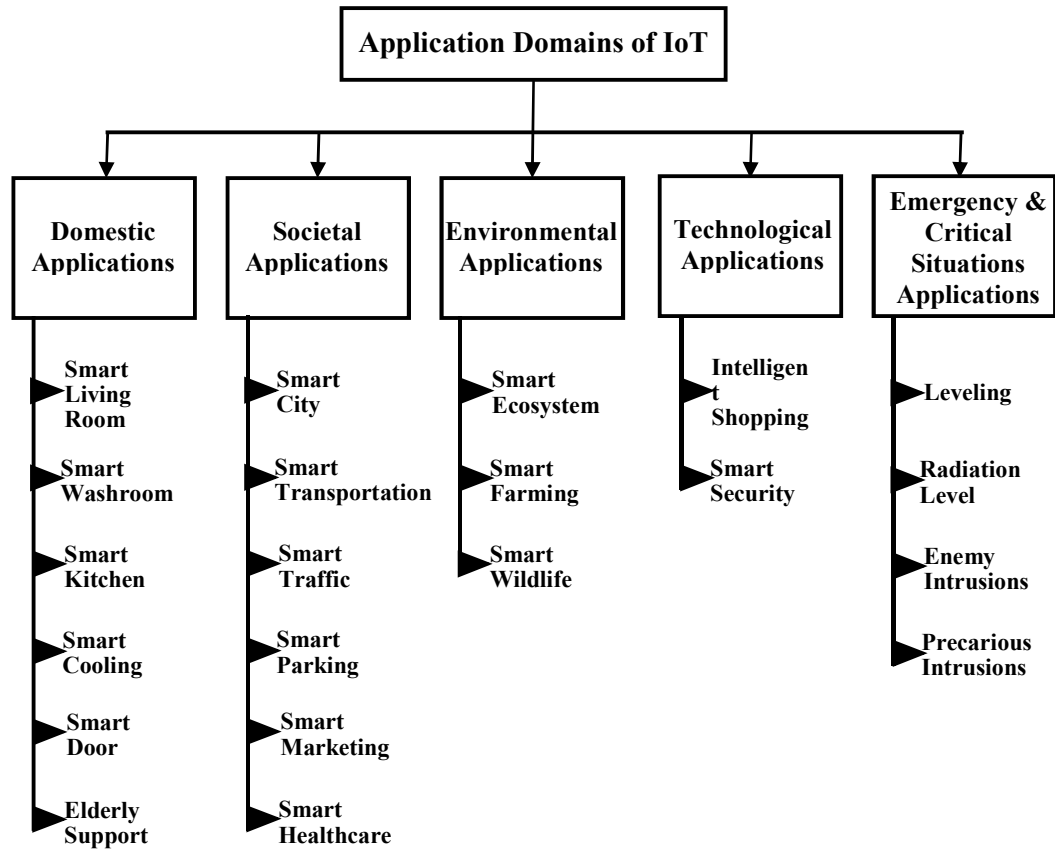 Application Domains of IoT
Domestic
Applications
Societal
Applications
Environmental
Applications
Technological
Applications
Emergency &
Critical
Situations
Applications
Smart
Living
Room
Smart
Washroom
Smart
Kitchen
Smart
Cooling
Smart
Door
Elderly
Support
Smart
City
Smart
Transportation
Smart
Traffic
Smart
Parking
Smart
Marketing
Smart
Healthcare
Smart
Ecosystem
Smart
Farming
Smart
Wildlife
Intelligen
t
Shopping
Smart
Security
Leveling
Radiation
Level
Enemy
Intrusions
Precarious
Intrusions